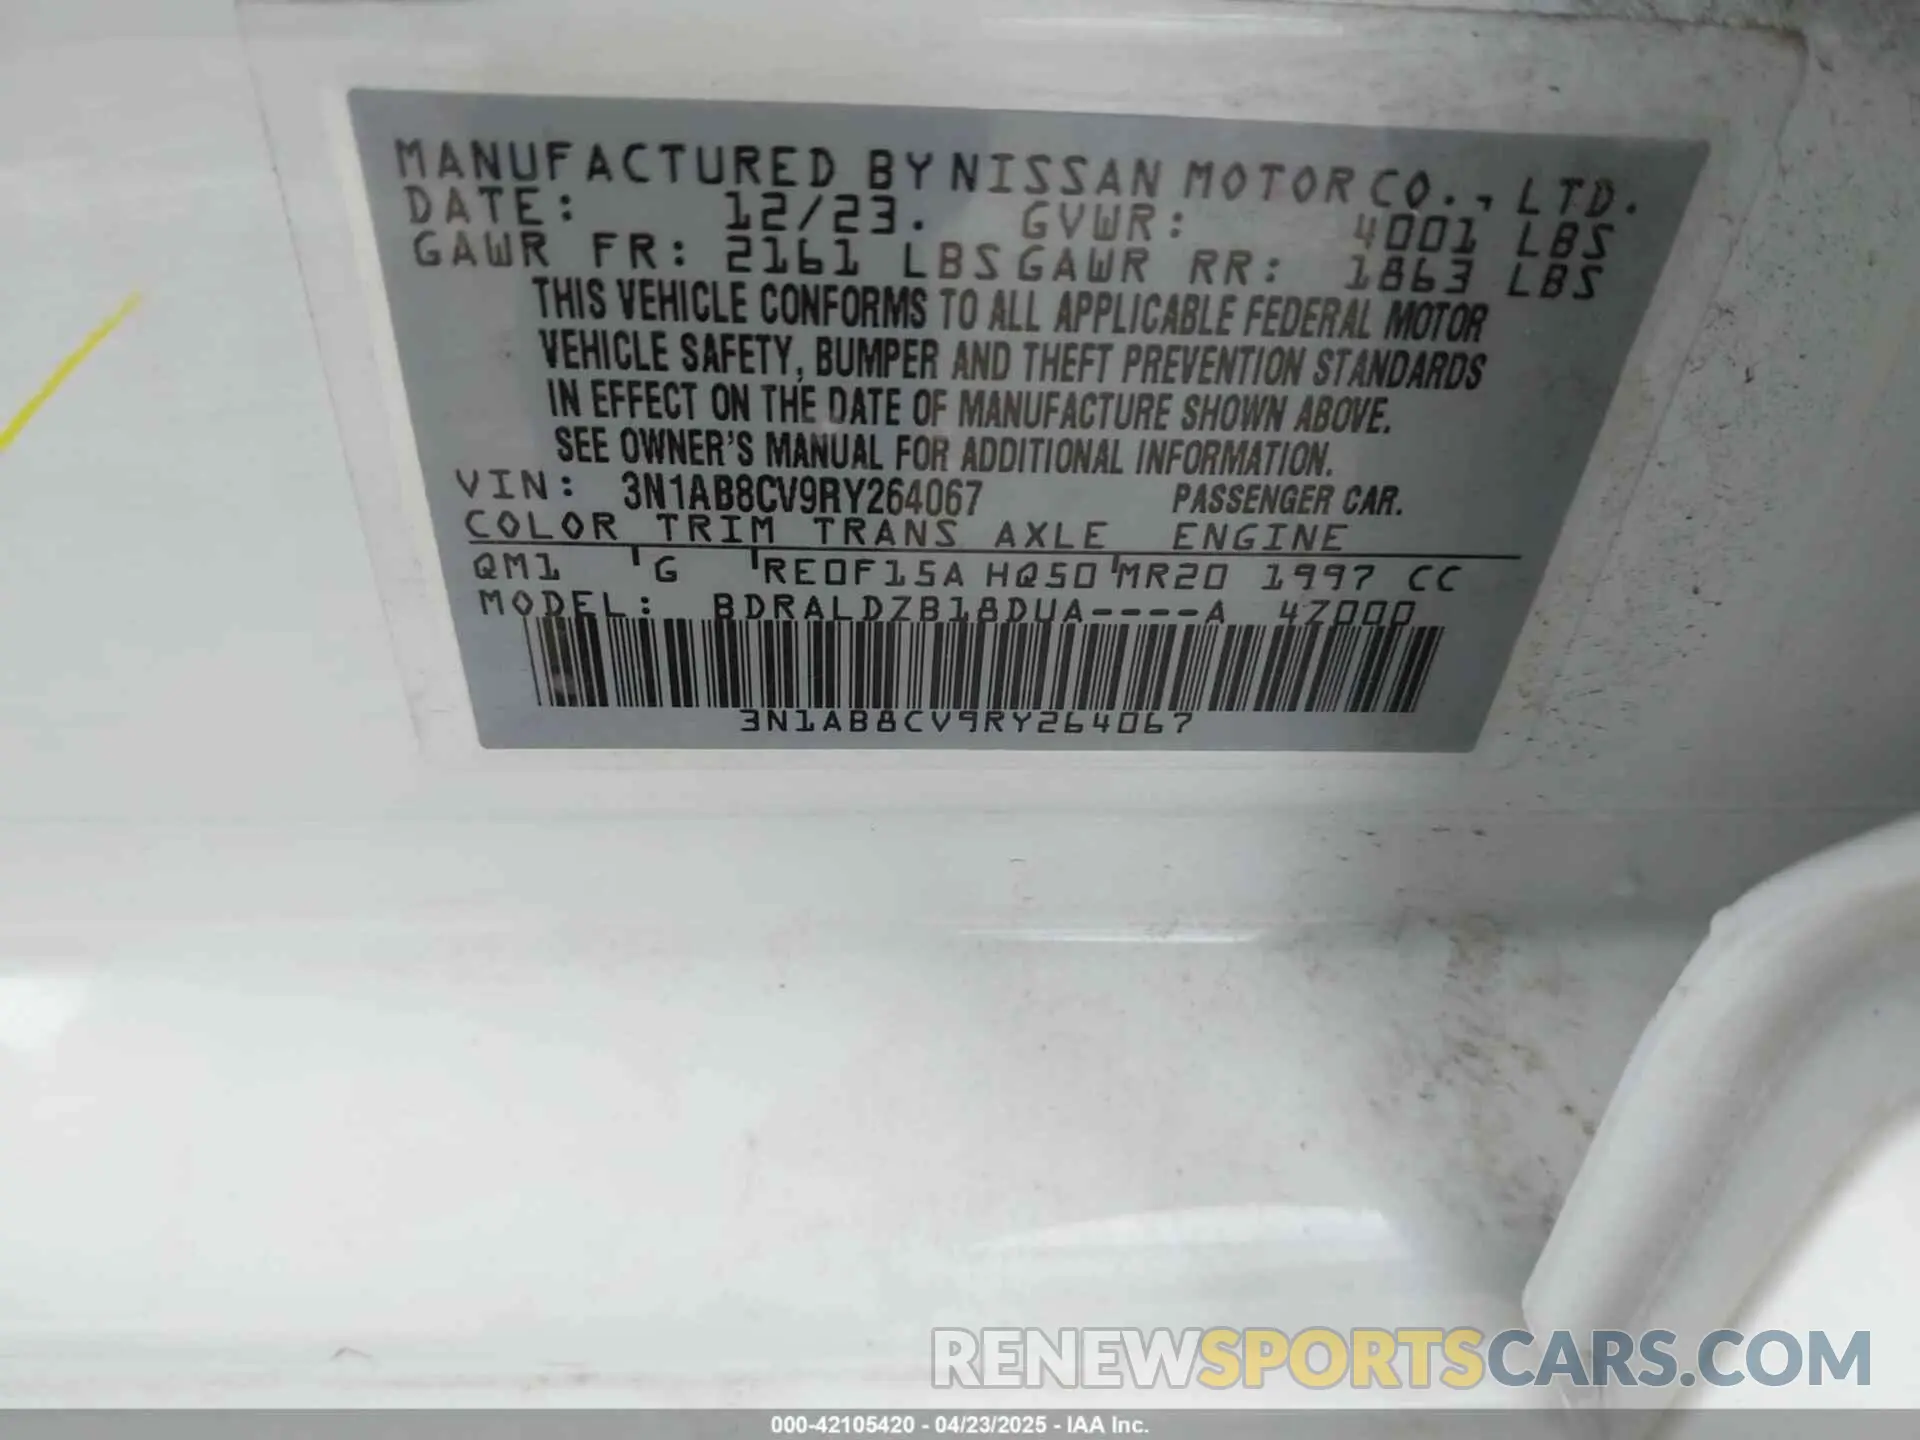 MANUFACTURED BY NISSAN MOTOR CO., LTD.
DATE: 12/23. GVWR: 4001 LBS
GAWR FR: 2161 LBS GAWR RR: 1863 LBS
THIS VEHICLE CONFORMS TO ALL APPLICABLE FEDERAL MOTOR
VEHICLE SAFETY, BUMPER AND THEFT PREVENTION STANDARDS
IN EFFECT ON THE DATE OF MANUFACTURE SHOWN ABOVE.
SEE OWNER'S MANUAL FOR ADDITIONAL INFORMATION.
VIN: 3N1AB8CV9RY264067 PASSENGER CAR.
COLOR TRIM TRANS AXLE ENGINE
QM1 G RE0F15A HQ50 MR20 1997 CC
MODEL: BDRALDZB18DUA----A 4Z000
3N1AB8CV9RY264067
RENEWSPORTSCARS.COM
000-42105420 - 04/23/2025 - IAA Inc.